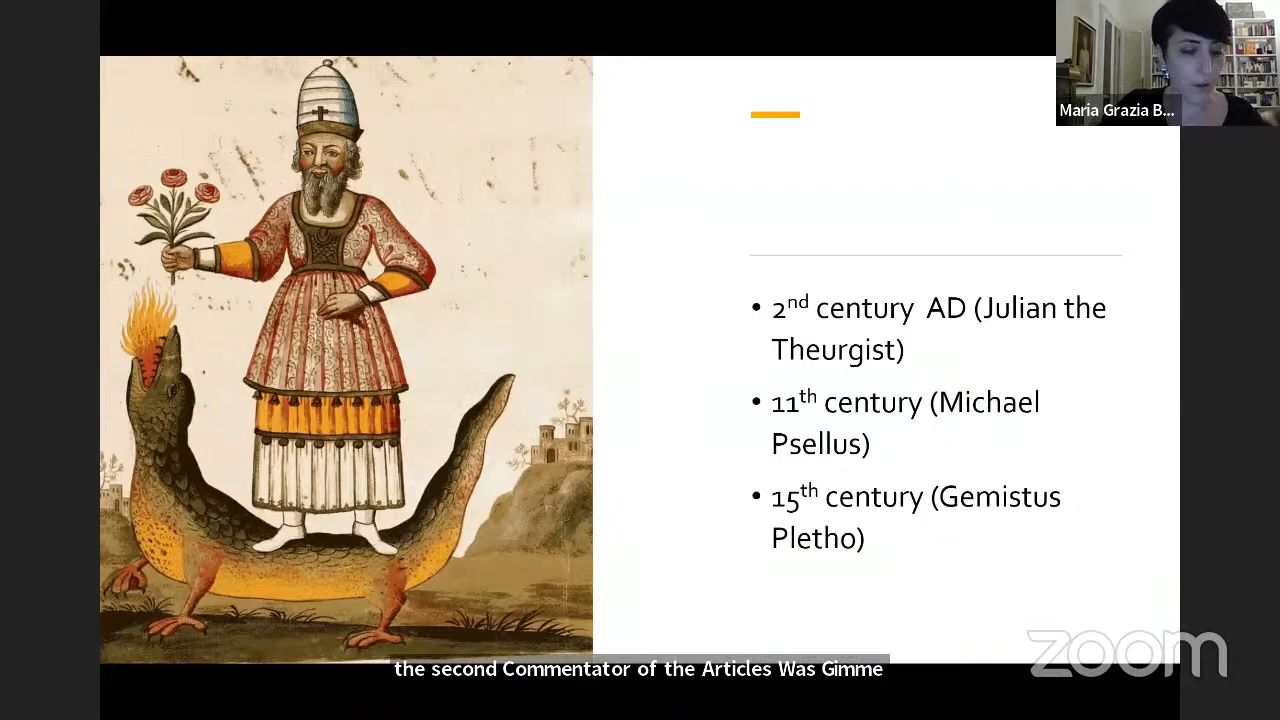 Maria Grazia B...
• 2nd century AD (Julian the
Theurgist)
• 11th century (Michael
Psellus)
• 15th century (Gemistus
Pletho)
zoom
the second Commentator of the Articles Was Gimme